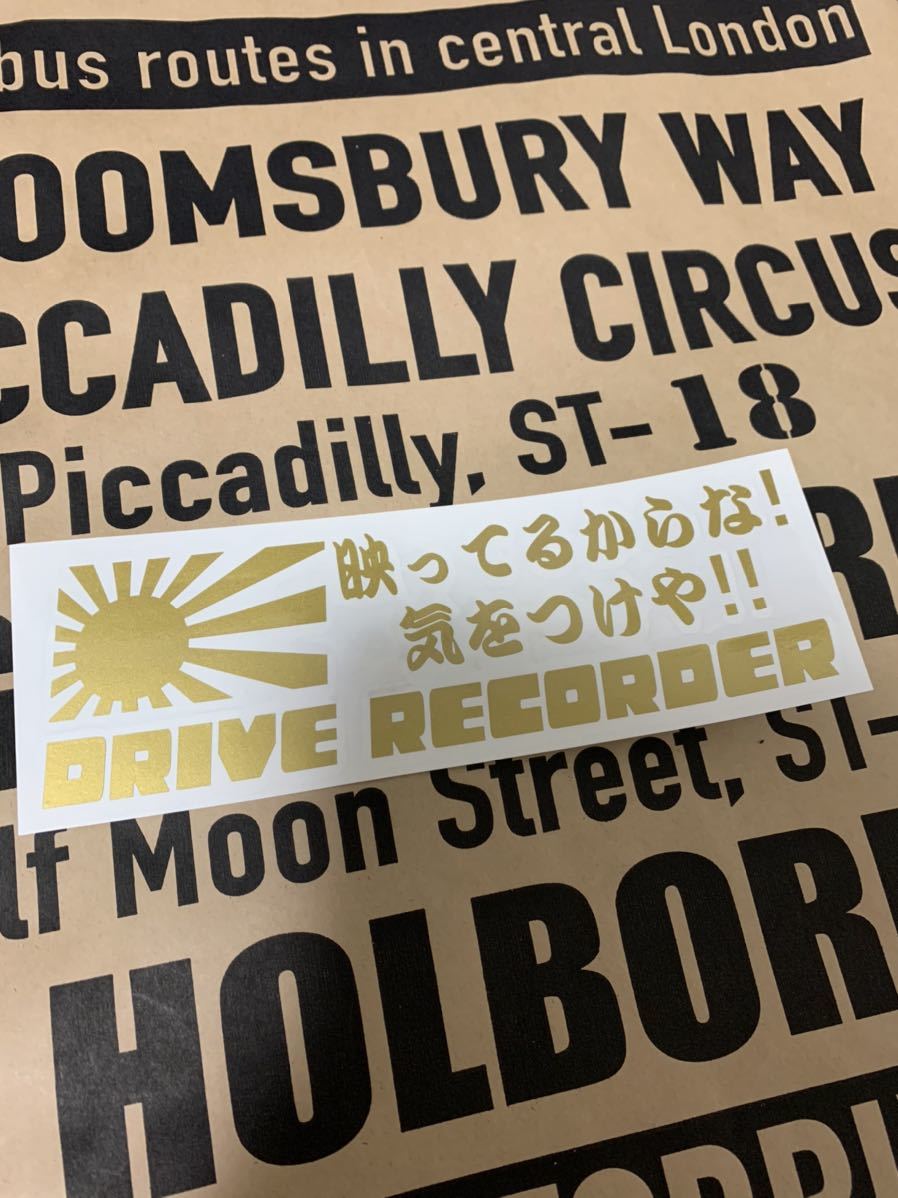 bus routes in central London
OOMSBURY WAY
CCADILLY CIRCUS
Piccadilly, ST-18
映ってるからな!
気をつけや!!
DRIVE RECORDER
lf Moon Street, ST-
HOLBOR